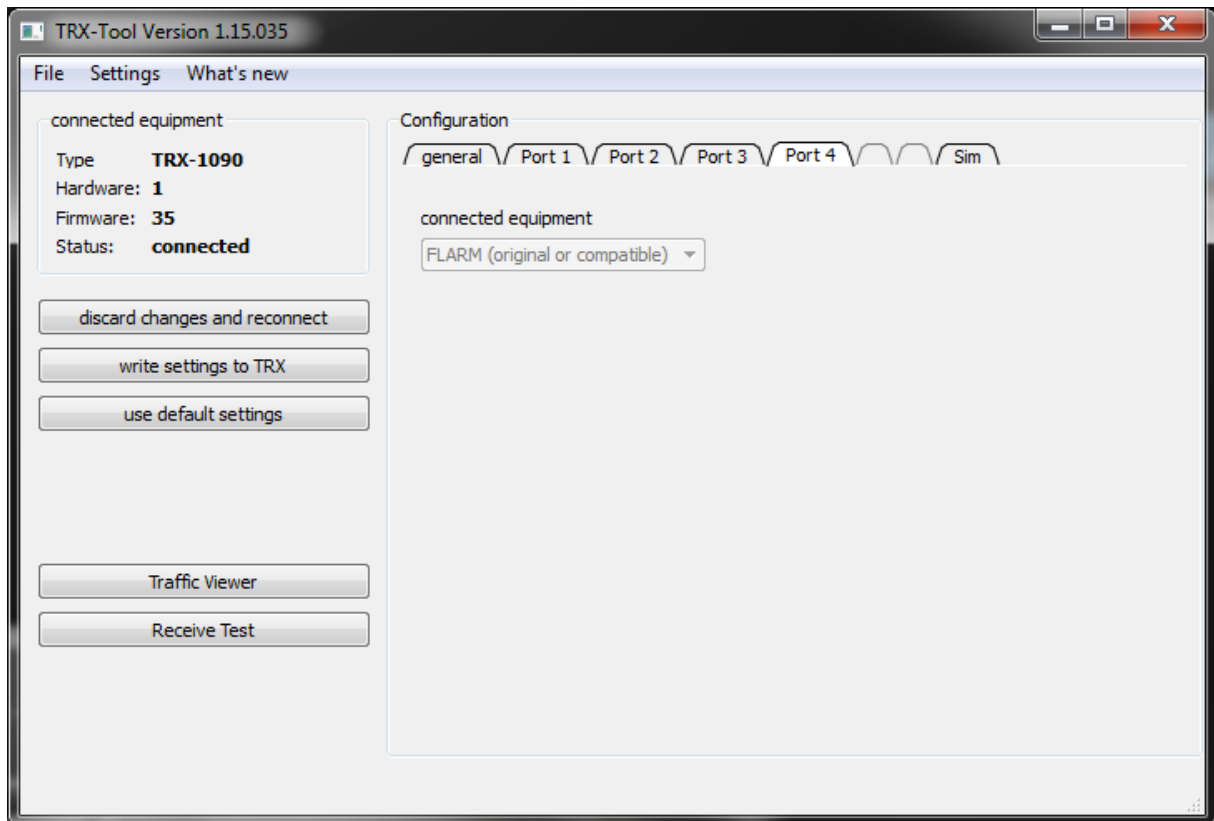 TRX-Tool Version 1.15.035
File Settings What's new
connected equipment
Type TRX-1090
Hardware: 1
Firmware: 35
Status: connected
discard changes and reconnect
write settings to TRX
use default settings
Traffic Viewer
Receive Test
Configuration
general Port 1 Port 2 Port 3 Port 4 Sim
connected equipment
FLARM (original or compatible)